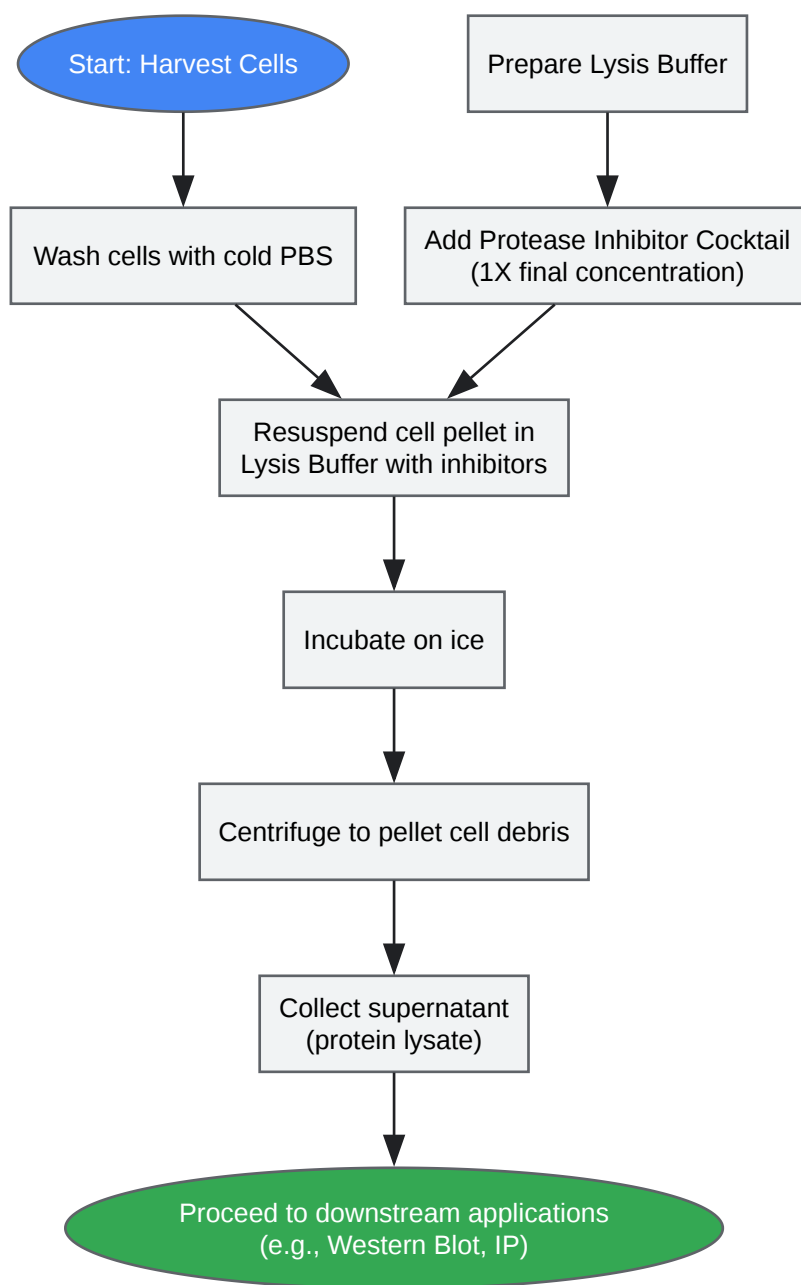 Start: Harvest Cells
Prepare Lysis Buffer
Wash cells with cold PBS
Add Protease Inhibitor Cocktail
(1X final concentration)
Resuspend cell pellet in
Lysis Buffer with inhibitors
Incubate on ice
Centrifuge to pellet cell debris
Collect supernatant
(protein lysate)
Proceed to downstream applications
(e.g., Western Blot, IP)